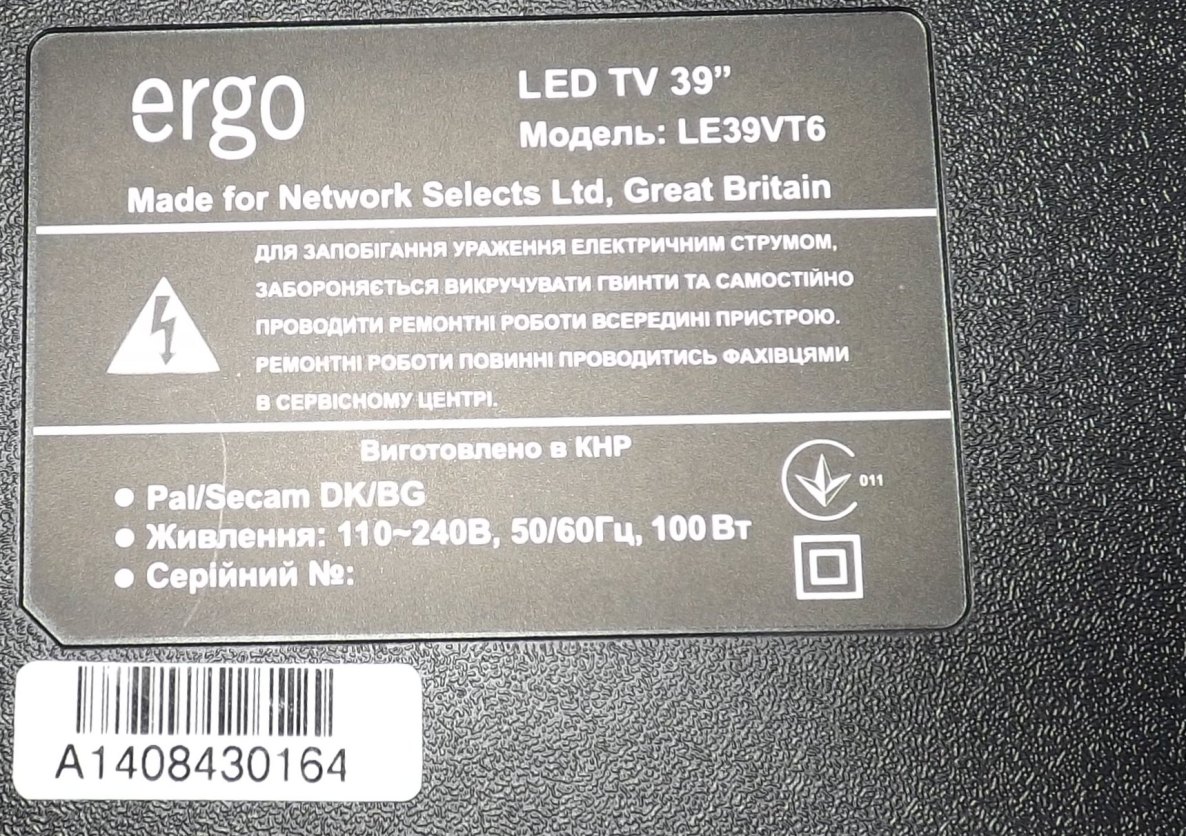 ergo
LED TV 39”
Модель: LE39VT6
Made for Network Selects Ltd, Great Britain
ДЛЯ ЗАПОБІГАННЯ УРАЖЕННЯ ЕЛЕКТРИЧНИМ СТРУМОМ,
ЗАБОРОНЯЄТЬСЯ ВИКРУЧУВАТИ ГВИНТИ ТА САМОСТІЙНО
ПРОВОДИТИ РЕМОНТНІ РОБОТИ ВСЕРЕДИНІ ПРИСТРОЮ.
РЕМОНТНІ РОБОТИ ПОВИННІ ПРОВОДИТИСЬ ФАХІВЦЯМИ
В СЕРВІСНОМУ ЦЕНТРІ.
Виготовлено в КНР
● Pal/Secam DK/BG
● Живлення: 110~240В, 50/60Гц, 100 Вт
● Серійний №:
011
A1408430164